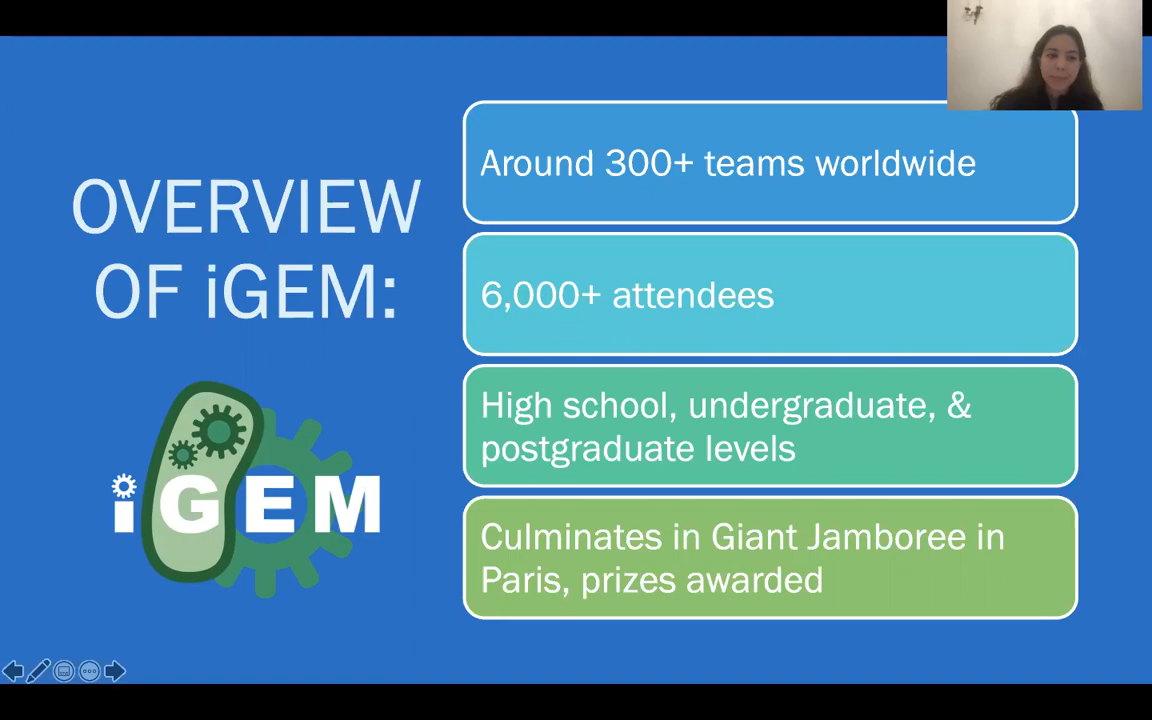 OVERVIEW
OF iGEM:
iGEM
Around 300+ teams worldwide
6,000+ attendees
High school, undergraduate, &
postgraduate levels
Culminates in Giant Jamboree in
Paris, prizes awarded